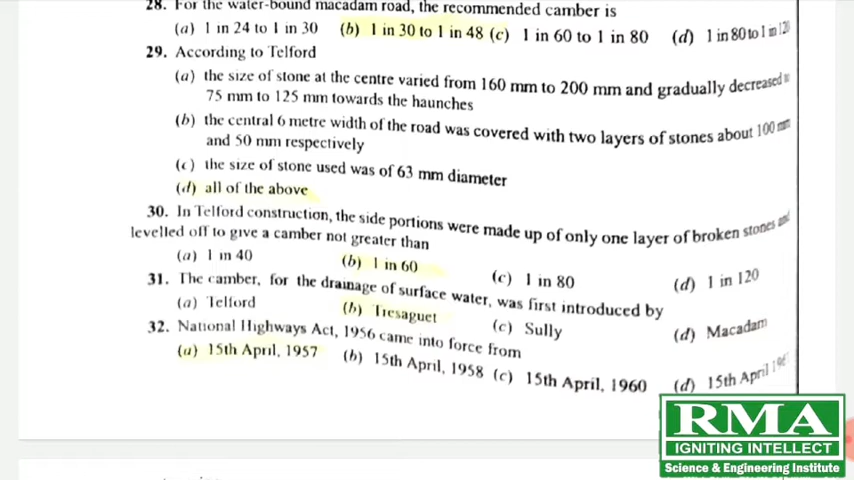 28. For the water-bound macadam road, the recommended camber is
(a) 1 in 24 to 1 in 30 (b) 1 in 30 to 1 in 48 (c) 1 in 60 to 1 in 80 (d) 1 in 80 to 1 in 120
29. According to Telford
(a) the size of stone at the centre varied from 160 mm to 200 mm and gradually decreased to
75 mm to 125 mm towards the haunches
(b) the central 6 metre width of the road was covered with two layers of stones about 100 mm
and 50 mm respectively
(c) the size of stone used was of 63 mm diameter
(d) all of the above
30. In Telford construction, the side portions were made up of only one layer of broken stones and
levelled off to give a camber not greater than
(a) 1 in 40 (b) 1 in 60 (c) 1 in 80 (d) 1 in 120
31. The camber, for the drainage of surface water, was first introduced by
(a) Telford (b) Tresaguet (c) Sully (d) Macadam
32. National Highways Act, 1956 came into force from
(a) 15th April, 1957 (b) 15th April, 1958 (c) 15th April, 1960 (d) 15th April
RMA
IGNITING INTELLECT
Science & Engineering Institute